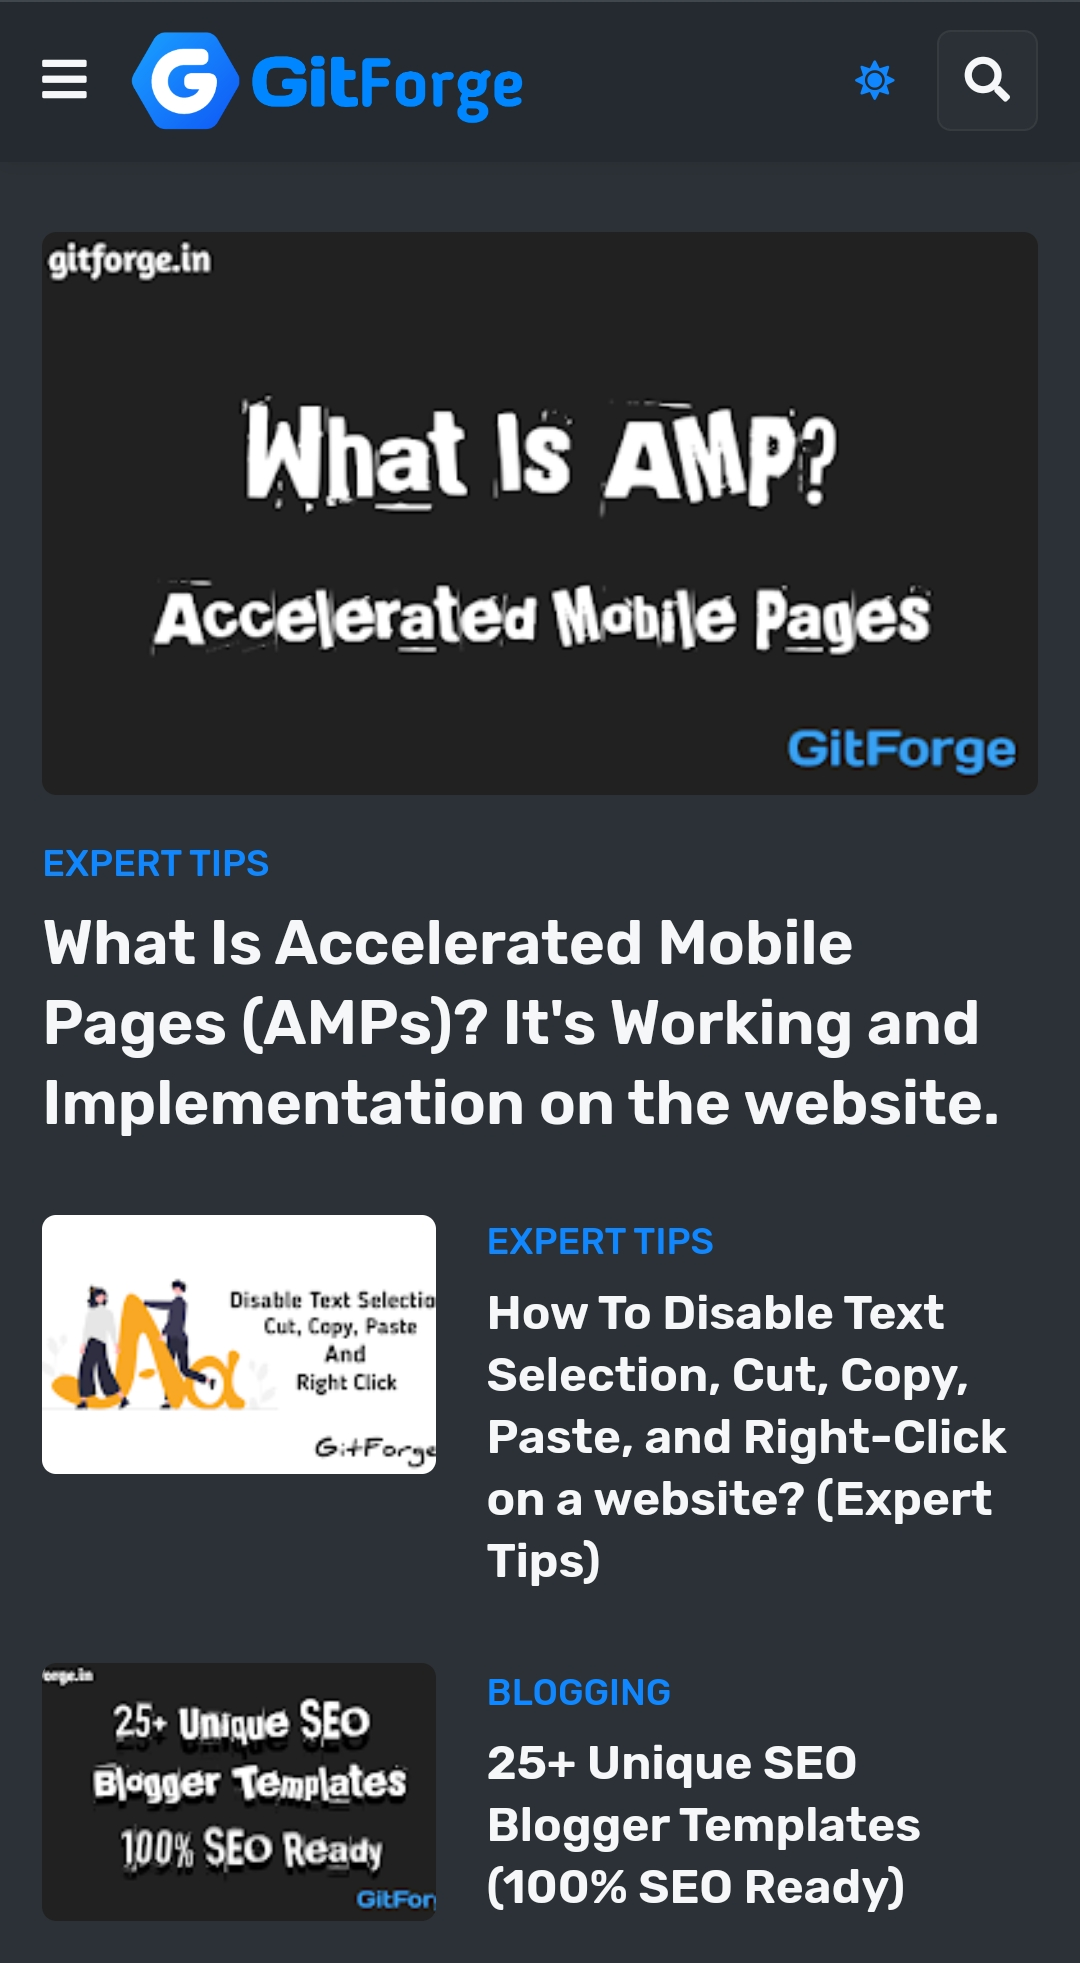 GitForge
gitforge.in
What Is AMP?
Accelerated Mobile Pages
GitForge
EXPERT TIPS
What Is Accelerated Mobile
Pages (AMPs)? It's Working and
Implementation on the website.
Disable Text Selectio
Cut, Copy, Paste
And
Right Click
GitForge
EXPERT TIPS
How To Disable Text
Selection, Cut, Copy,
Paste, and Right-Click
on a website? (Expert
Tips)
orge.in
25+ Unique SEO
Blogger Templates
100% SEO Ready
GitFor
BLOGGING
25+ Unique SEO
Blogger Templates
(100% SEO Ready)